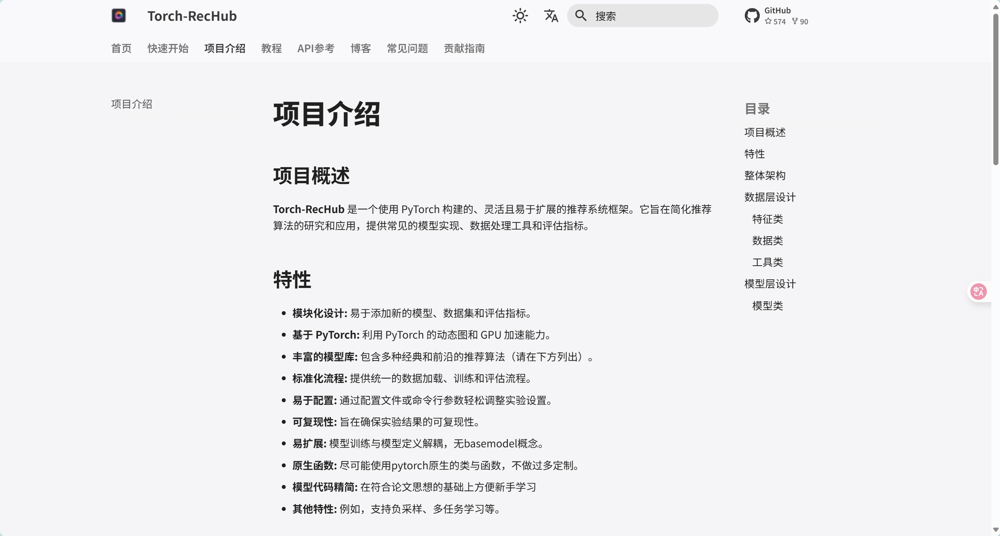 Torch-RecHub
搜索
GitHub
574 90
首页 快速开始 项目介绍 教程 API参考 博客 常见问题 贡献指南
项目介绍
项目介绍
项目概述
Torch-RecHub 是一个使用 PyTorch 构建的、灵活且易于扩展的推荐系统框架。它旨在简化推荐
算法的研究和应用，提供常见的模型实现、数据处理工具和评估指标。
特性
模块化设计: 易于添加新的模型、数据集和评估指标。
基于 PyTorch: 利用 PyTorch 的动态图和 GPU 加速能力。
丰富的模型库: 包含多种经典和前沿的推荐算法（请在下方列出）。
标准化流程: 提供统一的数据加载、训练和评估流程。
易于配置: 通过配置文件或命令行参数轻松调整实验设置。
可复现性: 旨在确保实验结果的可复现性。
易扩展: 模型训练与模型定义解耦，无basemodel概念。
原生函数: 尽可能使用pytorch原生的类与函数，不做过多定制。
模型代码精简: 在符合论文思想的基础上方便新手学习
其他特性: 例如，支持负采样、多任务学习等。
目录
项目概述
特性
整体架构
数据层设计
特征类
数据类
工具类
模型层设计
模型类